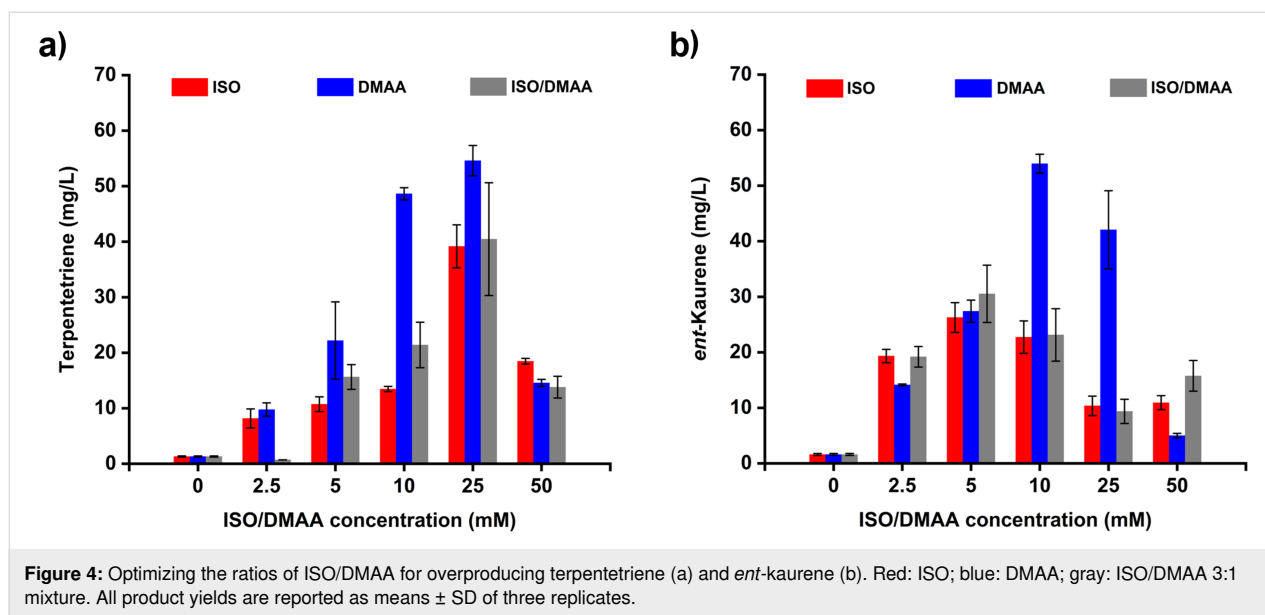 a)
70
60
50
40
30
20
10
0
Terpentetriene (mg/L)
ISO DMAA ISO/DMAA
0 2.5 5 10 25 50
ISO/DMAA concentration (mM)
b)
70
60
50
40
30
20
10
0
ent-Kaurene (mg/L)
ISO DMAA ISO/DMAA
0 2.5 5 10 25 50
ISO/DMAA concentration (mM)
Figure 4: Optimizing the ratios of ISO/DMAA for overproducing terpentetriene (a) and ent-kaurene (b). Red: ISO; blue: DMAA; gray: ISO/DMAA 3:1
mixture. All product yields are reported as means ± SD of three replicates.